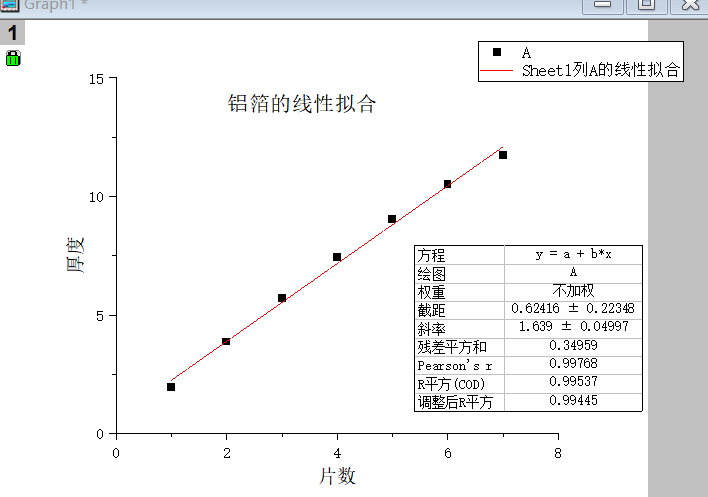 Graph1 *
1
A
Sheet1列A的线性拟合
铝箔的线性拟合
15
10
5
0
厚度
0 2 4 6 8
片数
方程 y = a + b*x
绘图 A
权重 不加权
截距 0.62416 ± 0.22348
斜率 1.639 ± 0.04997
残差平方和 0.34959
Pearson's r 0.99768
R平方(COD) 0.99537
调整后R平方 0.99445